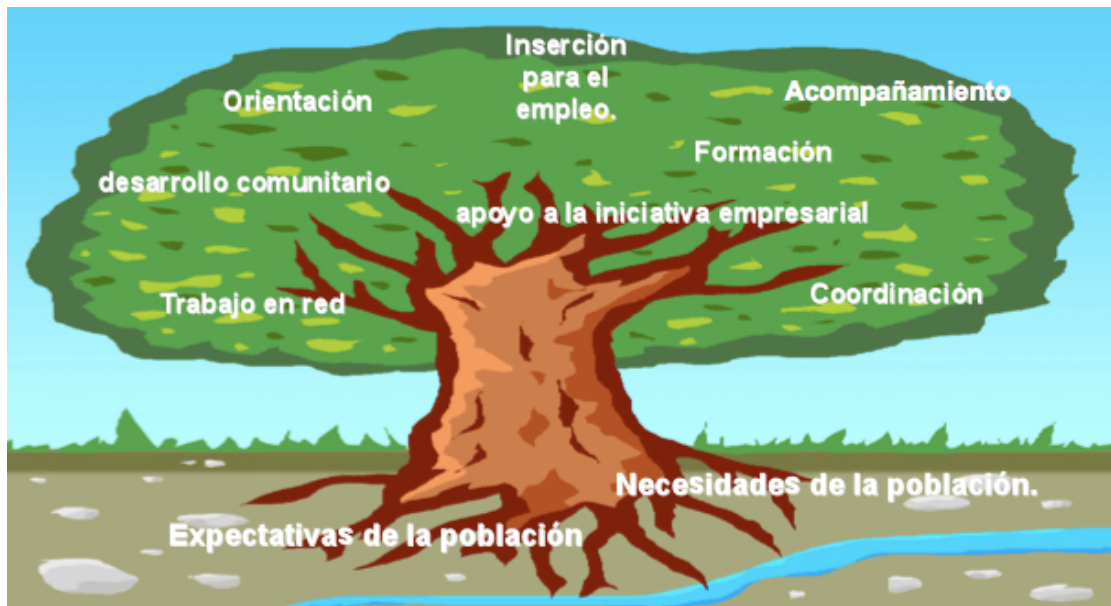 Inserción
para el
empleo.
Orientación
Acompañamiento
Formación
desarrollo comunitario
apoyo a la iniciativa empresarial
Trabajo en red
Coordinación
Necesidades de la población.
Expectativas de la población